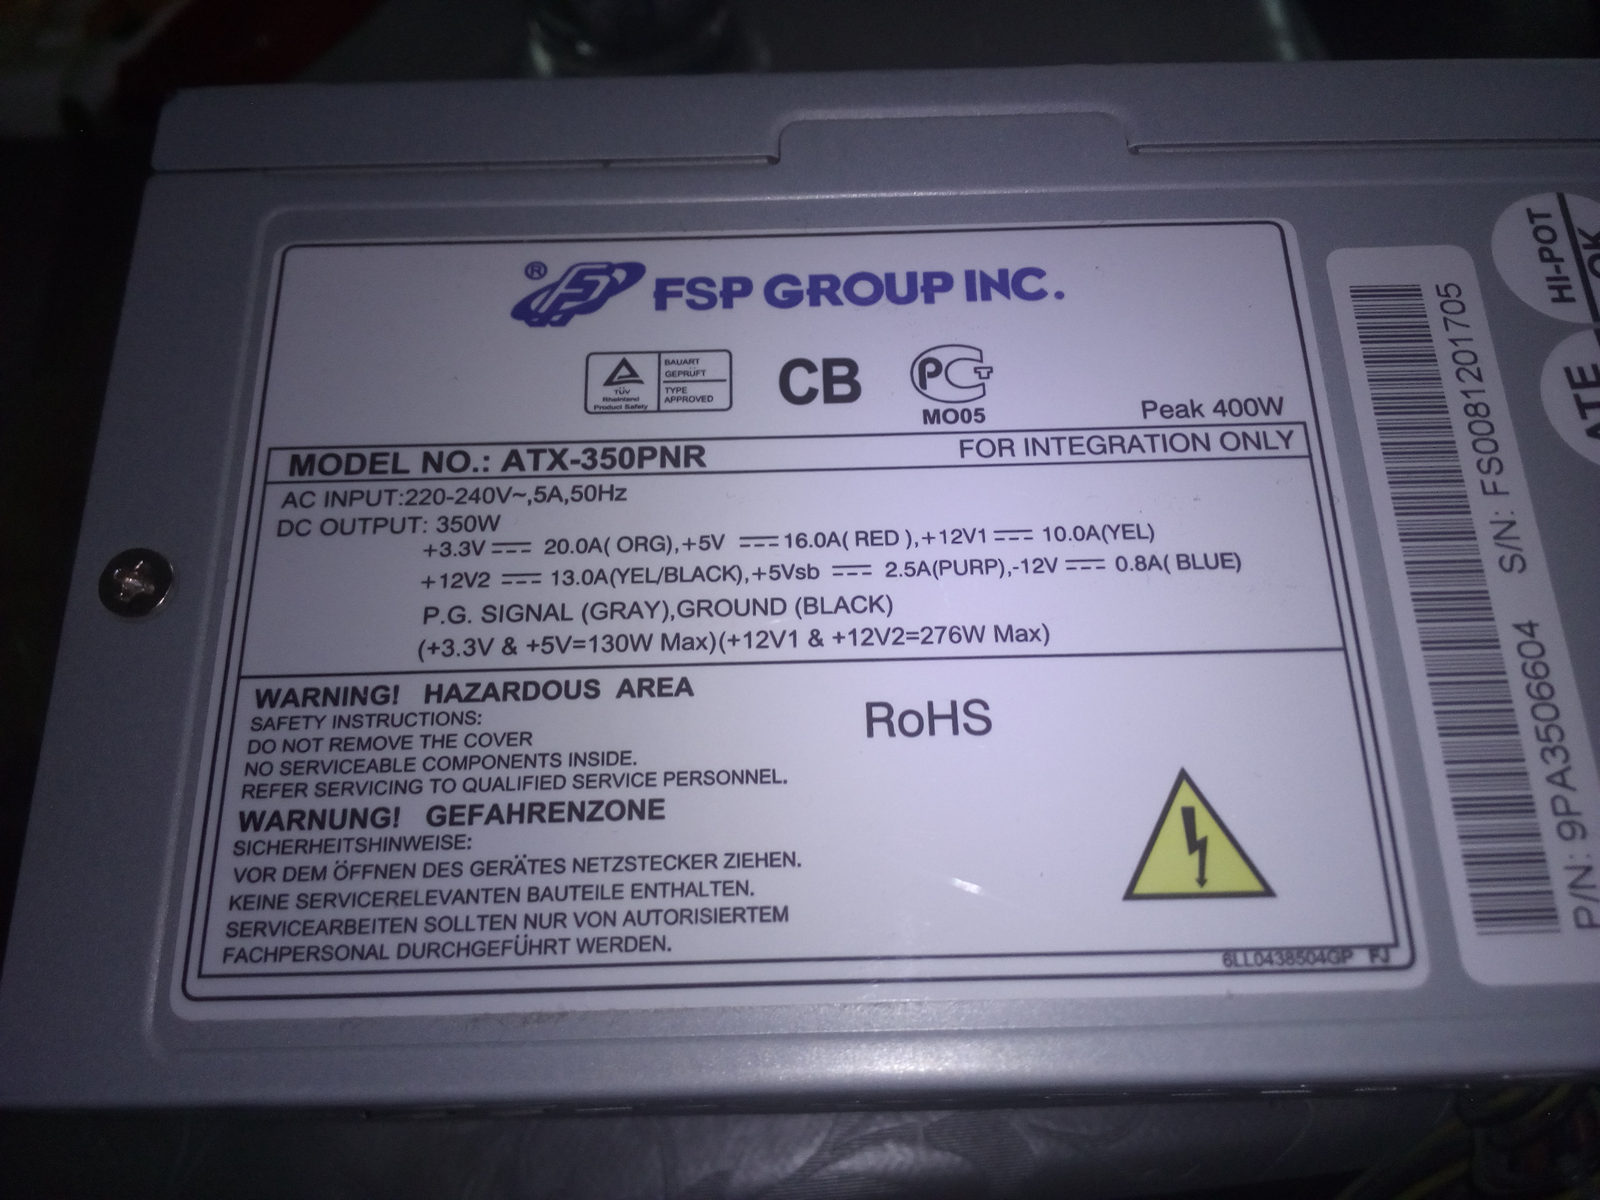 ® FSP GROUP INC.
TÜV
Rheinland
Product Safety
BAUART
GEPRÜFT
TYPE
APPROVED
CB
PCT
MO05
Peak 400W
MODEL NO.: ATX-350PNR
FOR INTEGRATION ONLY
AC INPUT:220-240V~,5A,50Hz
DC OUTPUT: 350W
+3.3V⎓ 20.0A( ORG),+5V ⎓16.0A( RED ),+12V1⎓ 10.0A(YEL)
+12V2 ⎓ 13.0A(YEL/BLACK),+5Vsb ⎓ 2.5A(PURP),-12V⎓ 0.8A( BLUE)
P.G. SIGNAL (GRAY),GROUND (BLACK)
(+3.3V & +5V=130W Max)(+12V1 & +12V2=276W Max)
WARNING! HAZARDOUS AREA
SAFETY INSTRUCTIONS:
DO NOT REMOVE THE COVER
NO SERVICEABLE COMPONENTS INSIDE.
REFER SERVICING TO QUALIFIED SERVICE PERSONNEL.
WARNUNG! GEFAHRENZONE
SICHERHEITSHINWEISE:
VOR DEM ÖFFNEN DES GERÄTES NETZSTECKER ZIEHEN.
KEINE SERVICERELEVANTEN BAUTEILE ENTHALTEN.
SERVICEARBEITEN SOLLTEN NUR VON AUTORISIERTEM
FACHPERSONAL DURCHGEFÜHRT WERDEN.
RoHS
6LL0438504GP FJ
S/N: FS0081201705
P/N: 9PA3506604
HI-POT
OK
ATE